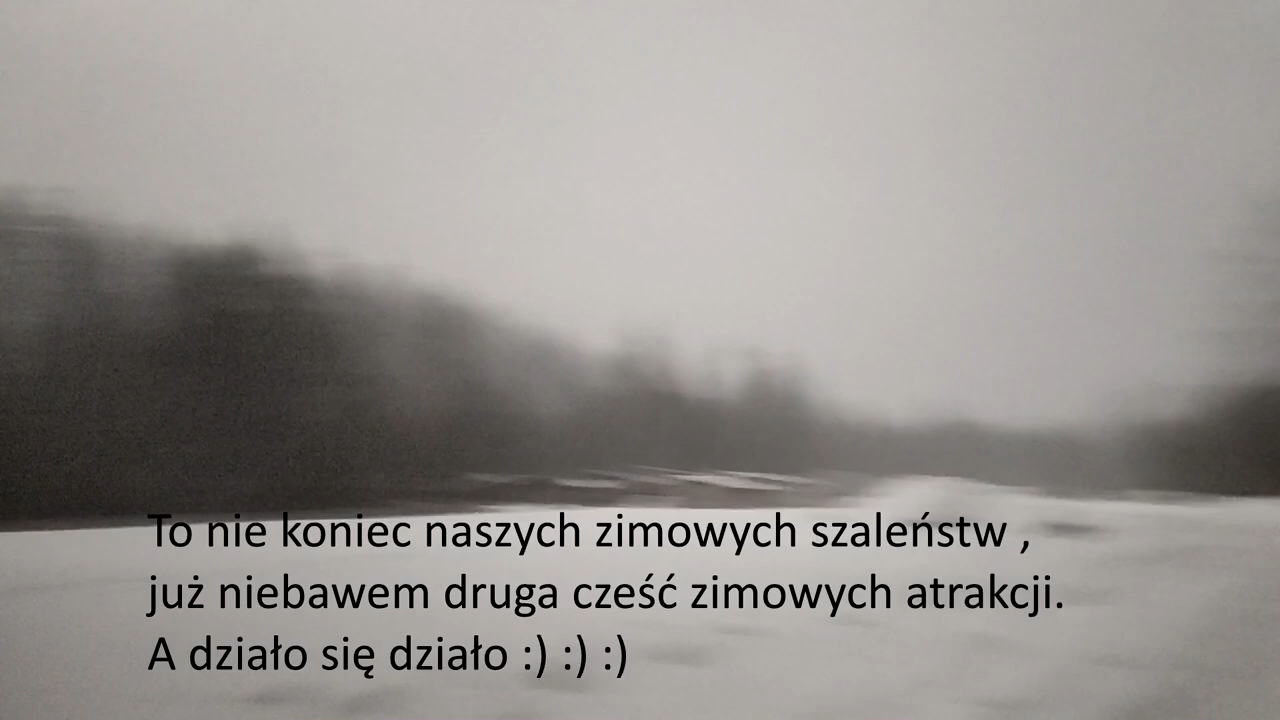 To nie koniec naszych zimowych szaleństw ,
już niebawem druga cześć zimowych atrakcji.
A działo się działo :) :) :)